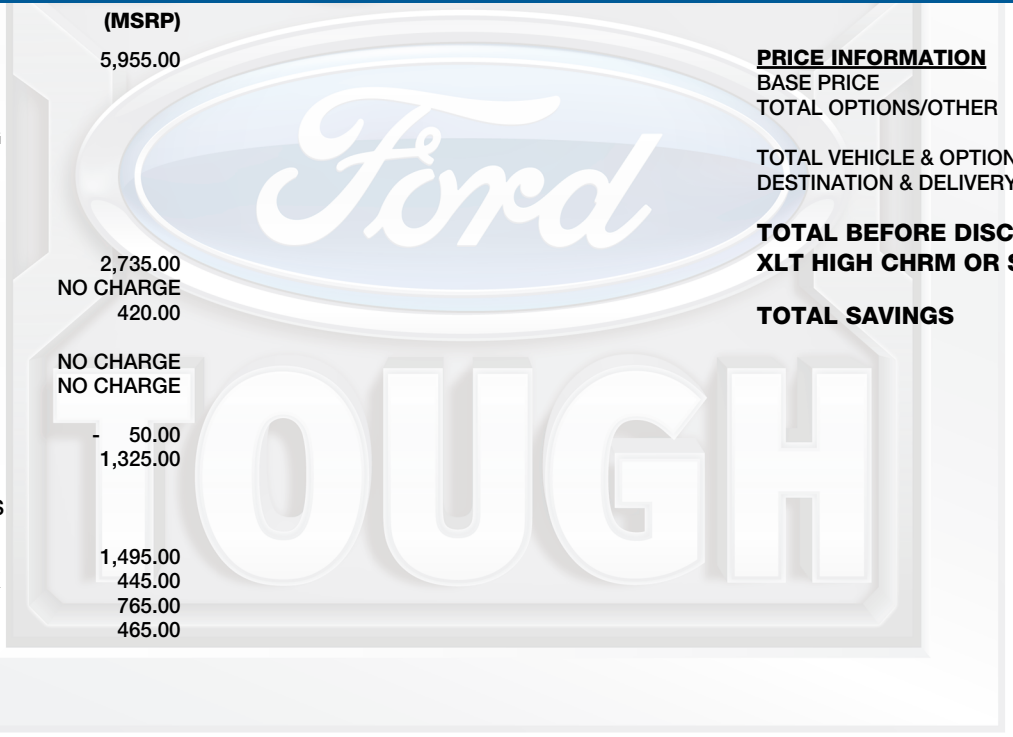 (MSRP)
5,955.00
2,735.00
NO CHARGE
420.00
NO CHARGE
NO CHARGE
- 50.00
1,325.00
S
1,495.00
445.00
765.00
465.00
PRICE INFORMATION
BASE PRICE
TOTAL OPTIONS/OTHER
TOTAL VEHICLE & OPTION
DESTINATION & DELIVERY
TOTAL BEFORE DISC
XLT HIGH CHRM OR S
TOTAL SAVINGS
Ford
TOUGH